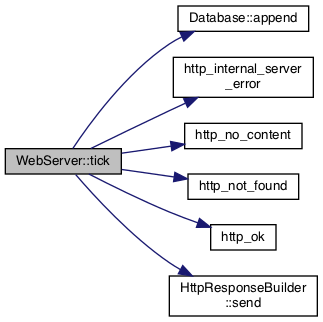 Database::append
http_internal_server
_error
WebServer::tick
http_no_content
http_not_found
http_ok
HttpResponseBuilder
::send